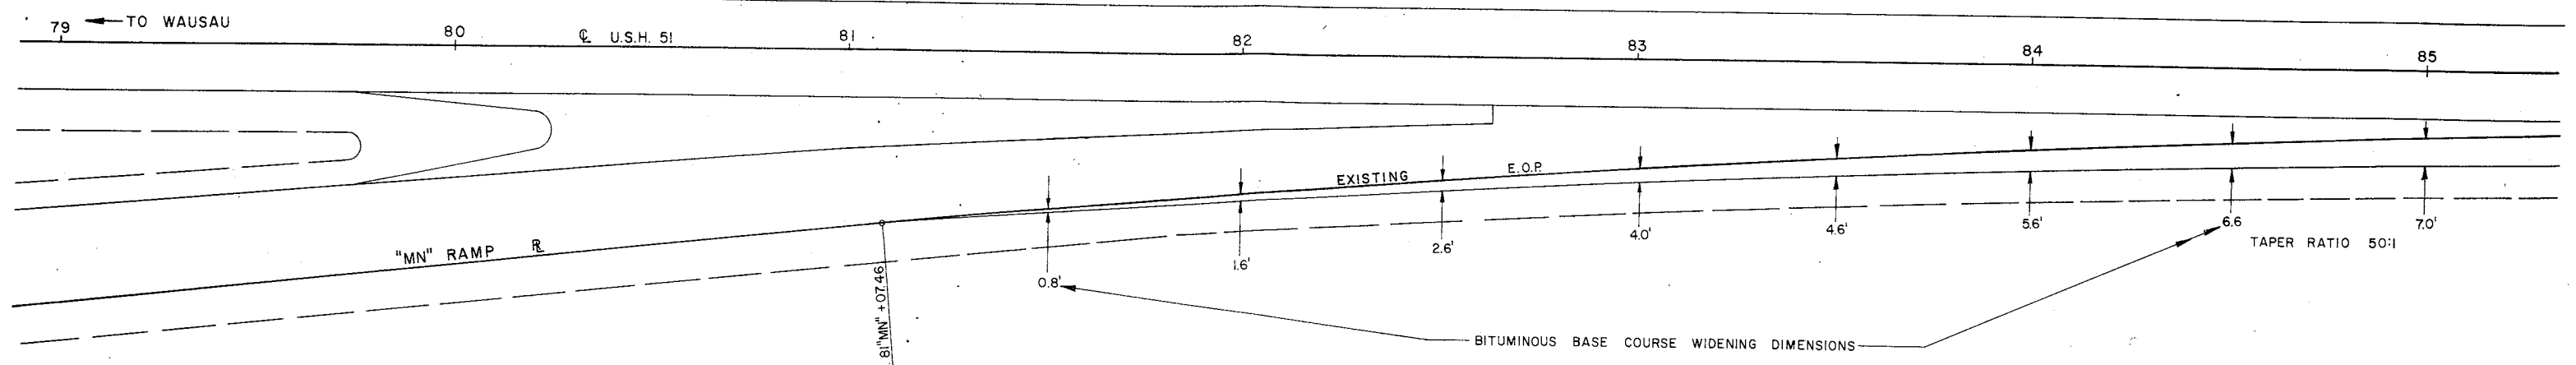 79 ← TO WAUSAU
80
℄ U.S.H. 51
81
82
83
84
85
EXISTING E.O.P.
"MN" RAMP ℞
81"MN"+07.46
0.8'
1.6'
2.6'
4.0'
4.6'
5.6'
6.6
7.0'
TAPER RATIO 50:1
BITUMINOUS BASE COURSE WIDENING DIMENSIONS